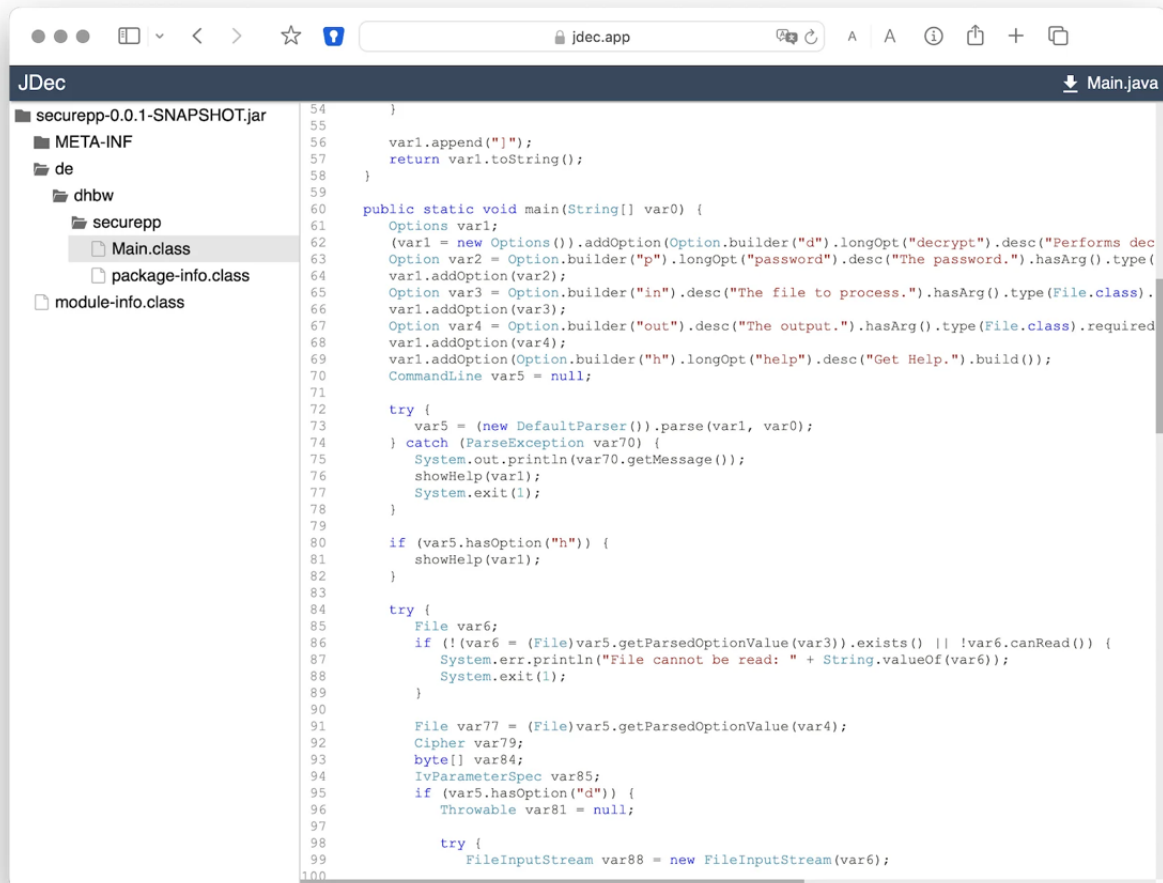 jdec.app
A A
JDec
Main.java
securepp-0.0.1-SNAPSHOT.jar
META-INF
de
dhbw
securepp
Main.class
package-info.class
module-info.class
54 }
55
56 var1.append("]");
57 return var1.toString();
58 }
59
60 public static void main(String[] var0) {
61 Options var1;
62 (var1 = new Options()).addOption(Option.builder("d").longOpt("decrypt").desc("Performs dec
63 Option var2 = Option.builder("p").longOpt("password").desc("The password.").hasArg().type(
64 var1.addOption(var2);
65 Option var3 = Option.builder("in").desc("The file to process.").hasArg().type(File.class).
66 var1.addOption(var3);
67 Option var4 = Option.builder("out").desc("The output.").hasArg().type(File.class).required
68 var1.addOption(var4);
69 var1.addOption(Option.builder("h").longOpt("help").desc("Get Help.").build());
70 CommandLine var5 = null;
71
72 try {
73 var5 = (new DefaultParser()).parse(var1, var0);
74 } catch (ParseException var70) {
75 System.out.println(var70.getMessage());
76 showHelp(var1);
77 System.exit(1);
78 }
79
80 if (var5.hasOption("h")) {
81 showHelp(var1);
82 }
83
84 try {
85 File var6;
86 if (!(var6 = (File)var5.getParsedOptionValue(var3)).exists() || !var6.canRead()) {
87 System.err.println("File cannot be read: " + String.valueOf(var6));
88 System.exit(1);
89 }
90
91 File var77 = (File)var5.getParsedOptionValue(var4);
92 Cipher var79;
93 byte[] var84;
94 IvParameterSpec var85;
95 if (var5.hasOption("d")) {
96 Throwable var81 = null;
97
98 try {
99 FileInputStream var88 = new FileInputStream(var6);
100